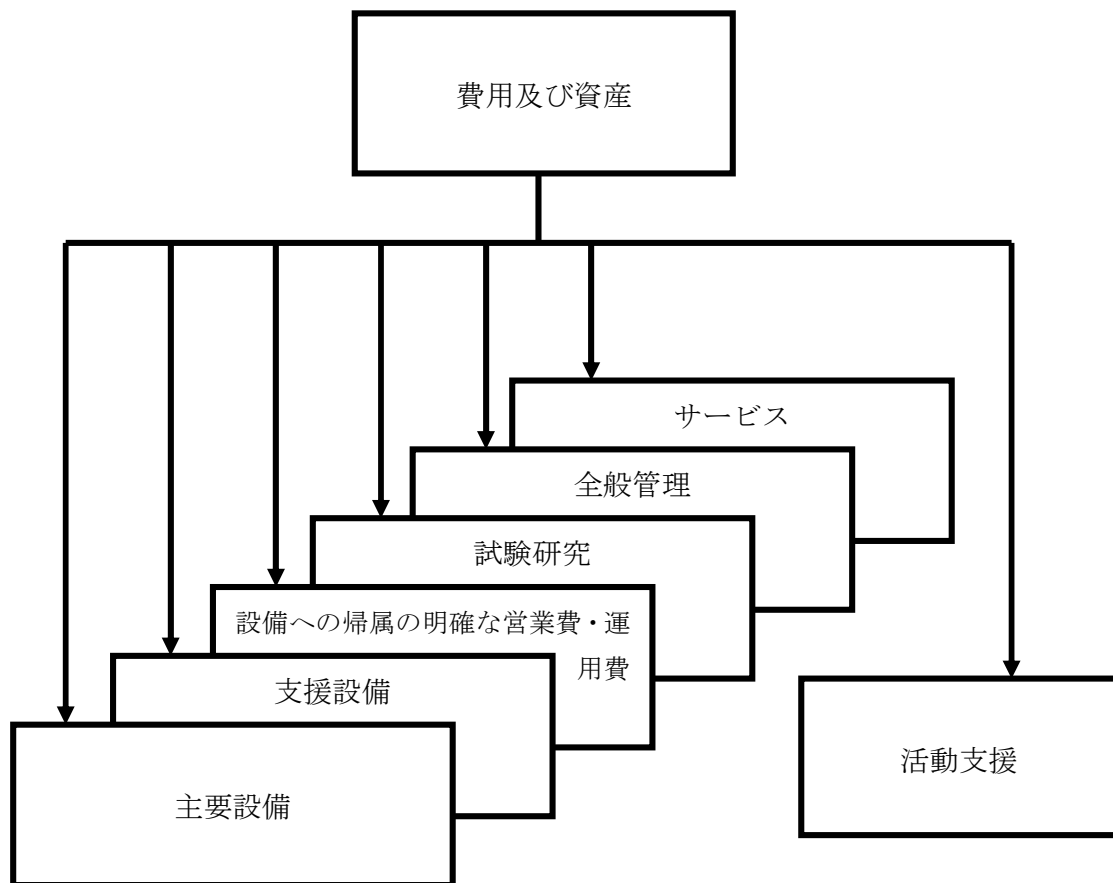 費用及び資産
サービス
全般管理
試験研究
設備への帰属の明確な営業費・運
用費
支援設備
主要設備
活動支援